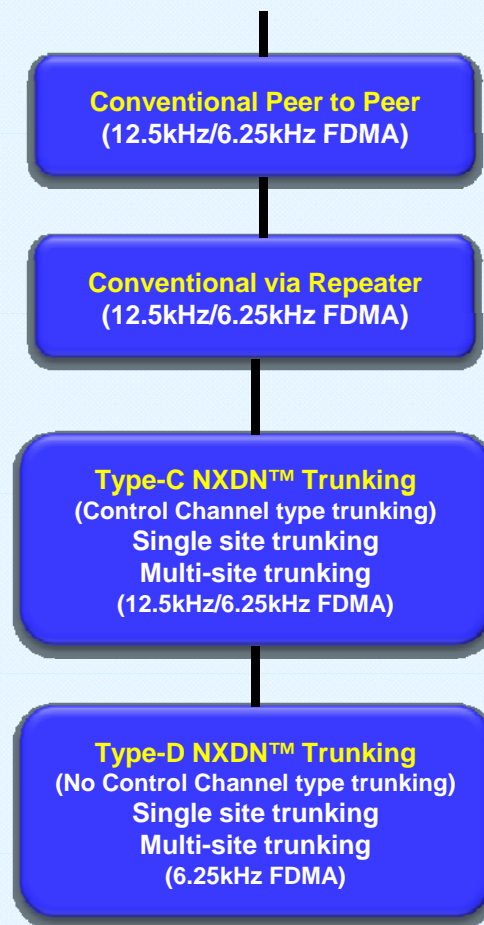 Conventional Peer to Peer
(12.5kHz/6.25kHz FDMA)
Conventional via Repeater
(12.5kHz/6.25kHz FDMA)
Type-C NXDN™ Trunking
(Control Channel type trunking)
Single site trunking
Multi-site trunking
(12.5kHz/6.25kHz FDMA)
Type-D NXDN™ Trunking
(No Control Channel type trunking)
Single site trunking
Multi-site trunking
(6.25kHz FDMA)